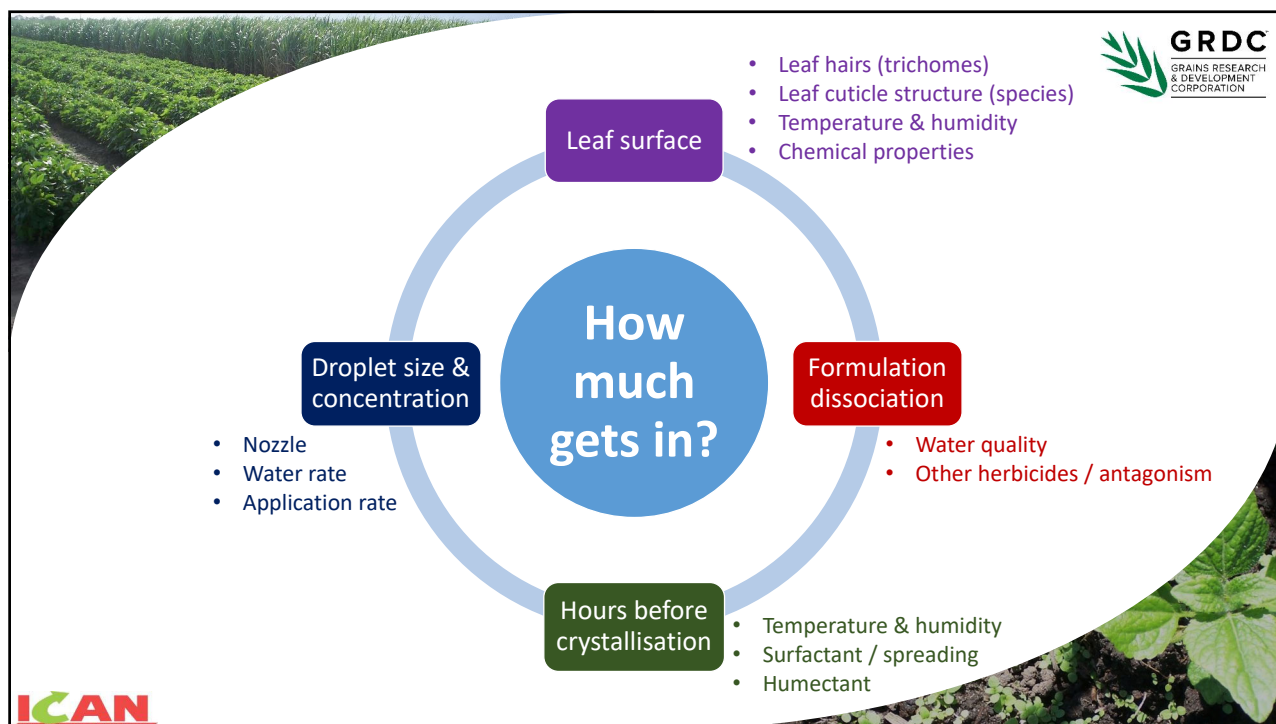 GRDC
GRAINS RESEARCH
& DEVELOPMENT
CORPORATION
• Leaf hairs (trichomes)
• Leaf cuticle structure (species)
• Temperature & humidity
• Chemical properties
Leaf surface
How
much
gets in?
Droplet size &
concentration
• Nozzle
• Water rate
• Application rate
Formulation
dissociation
• Water quality
• Other herbicides / antagonism
Hours before
crystallisation
• Temperature & humidity
• Surfactant / spreading
• Humectant
ICAN